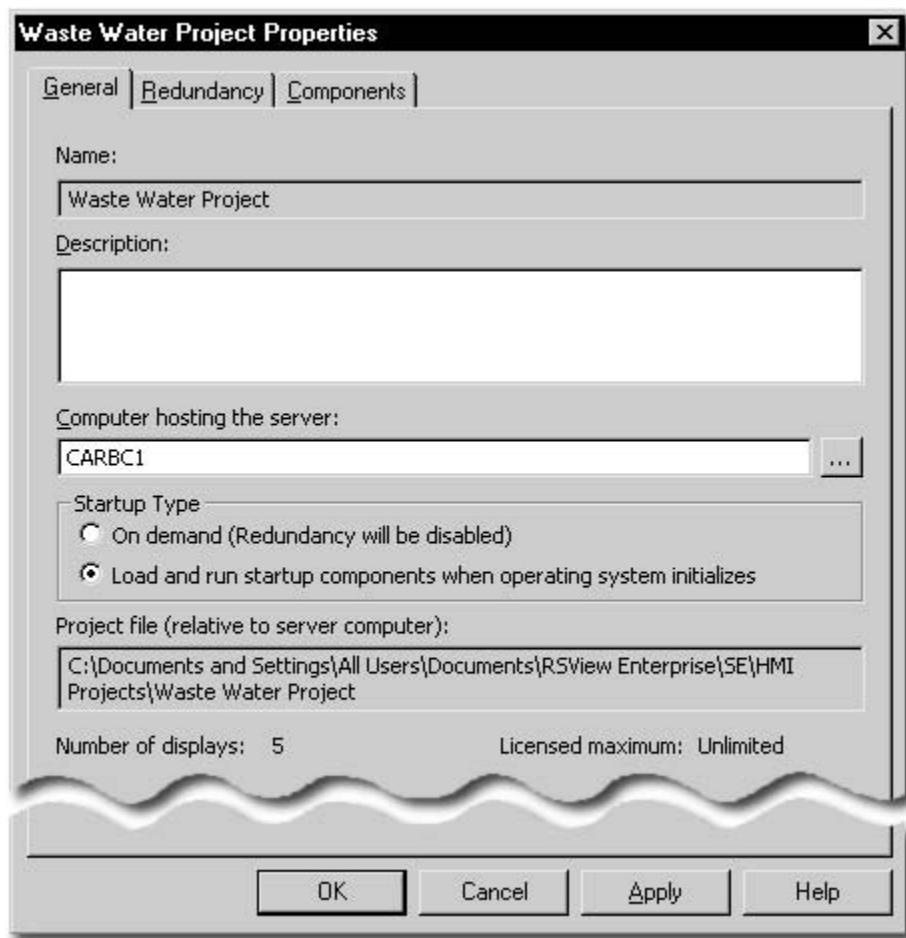 Waste Water Project Properties
General Redundancy Components
Name:
Waste Water Project
Description:
Computer hosting the server:
CARBC1 ...
Startup Type
On demand (Redundancy will be disabled)
Load and run startup components when operating system initializes
Project file (relative to server computer):
C:\Documents and Settings\All Users\Documents\RSView Enterprise\SE\HMI
Projects\Waste Water Project
Number of displays: 5 Licensed maximum: Unlimited
OK Cancel Apply Help